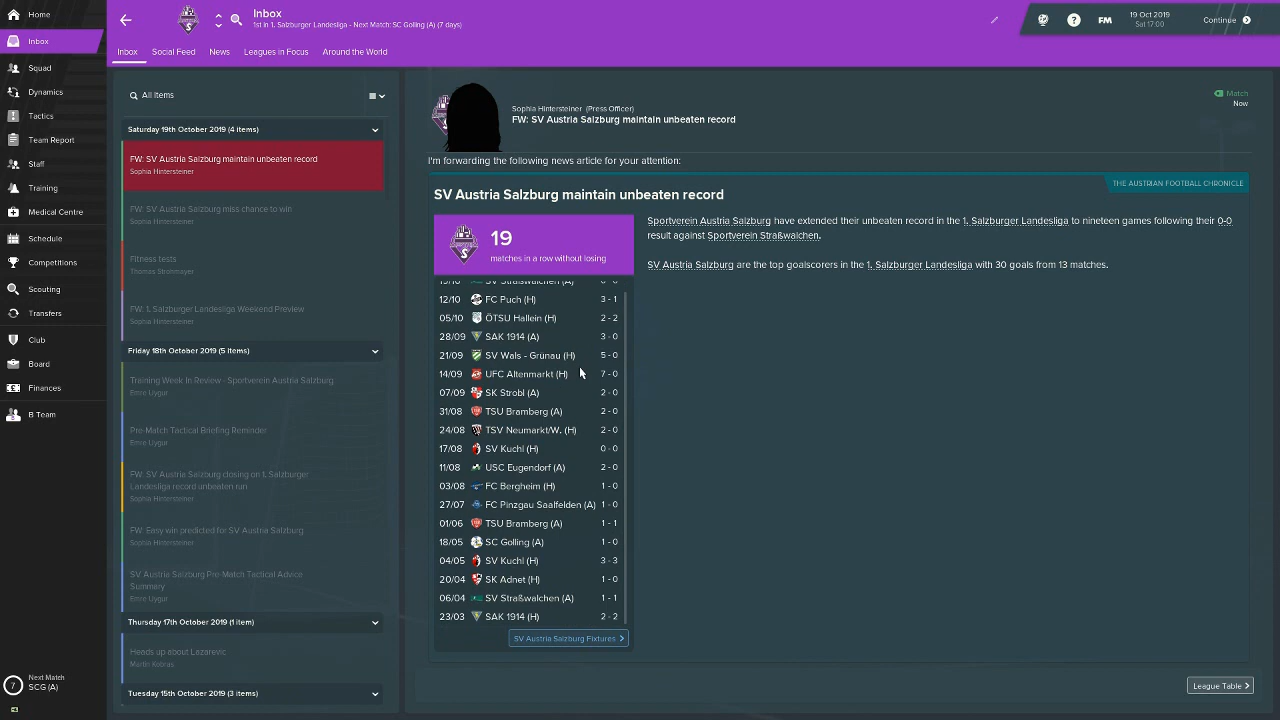 Home
Inbox
Squad
Dynamics
Tactics
Team Report
Staff
Training
Medical Centre
Schedule
Competitions
Scouting
Transfers
Club
Board
Finances
B Team
7
Next Match
SCG (A)
Inbox
1st in 1. Salzburger Landesliga - Next Match: SC Golling (A) (7 days)
FM
19 Oct 2019
Sat 17:00
Continue
Inbox Social Feed News Leagues in Focus Around the World
All Items
Saturday 19th October 2019 (4 items)
FW: SV Austria Salzburg maintain unbeaten record
Sophia Hintersteiner
FW: SV Austria Salzburg miss chance to win
Sophia Hintersteiner
Fitness tests
Thomas Strohmayer
FW: 1. Salzburger Landesliga Weekend Preview
Sophia Hintersteiner
Friday 18th October 2019 (5 items)
Training Week In Review - Sportverein Austria Salzburg
Emre Uygur
Pre-Match Tactical Briefing Reminder
Emre Uygur
FW: SV Austria Salzburg closing on 1. Salzburger
Landesliga record unbeaten run
Sophia Hintersteiner
FW: Easy win predicted for SV Austria Salzburg
Sophia Hintersteiner
SV Austria Salzburg Pre-Match Tactical Advice
Summary
Emre Uygur
Thursday 17th October 2019 (1 item)
Heads up about Lazarevic
Martin Kobras
Tuesday 15th October 2019 (3 items)
Sophia Hintersteiner (Press Officer)
FW: SV Austria Salzburg maintain unbeaten record
Match
Now
I'm forwarding the following news article for your attention:
THE AUSTRIAN FOOTBALL CHRONICLE
SV Austria Salzburg maintain unbeaten record
19
matches in a row without losing
SV Straßwalchen (A) 0 - 0
12/10 FC Puch (H) 3 - 1
05/10 ÖTSU Hallein (H) 2 - 2
28/09 SAK 1914 (A) 3 - 0
21/09 SV Wals - Grünau (H) 5 - 0
14/09 UFC Altenmarkt (H) 7 - 0
07/09 SK Strobl (A) 2 - 0
31/08 TSU Bramberg (A) 2 - 0
24/08 TSV Neumarkt/W. (H) 2 - 0
17/08 SV Kuchl (H) 0 - 0
11/08 USC Eugendorf (A) 2 - 0
03/08 FC Bergheim (H) 1 - 0
27/07 FC Pinzgau Saalfelden (A) 1 - 0
01/06 TSU Bramberg (A) 1 - 1
18/05 SC Golling (A) 1 - 0
04/05 SV Kuchl (H) 3 - 3
20/04 SK Adnet (H) 1 - 0
06/04 SV Straßwalchen (A) 1 - 1
23/03 SAK 1914 (H) 2 - 2
SV Austria Salzburg Fixtures
Sportverein Austria Salzburg have extended their unbeaten record in the 1. Salzburger Landesliga to nineteen games following their 0-0
result against Sportverein Straßwalchen.
SV Austria Salzburg are the top goalscorers in the 1. Salzburger Landesliga with 30 goals from 13 matches.
League Table